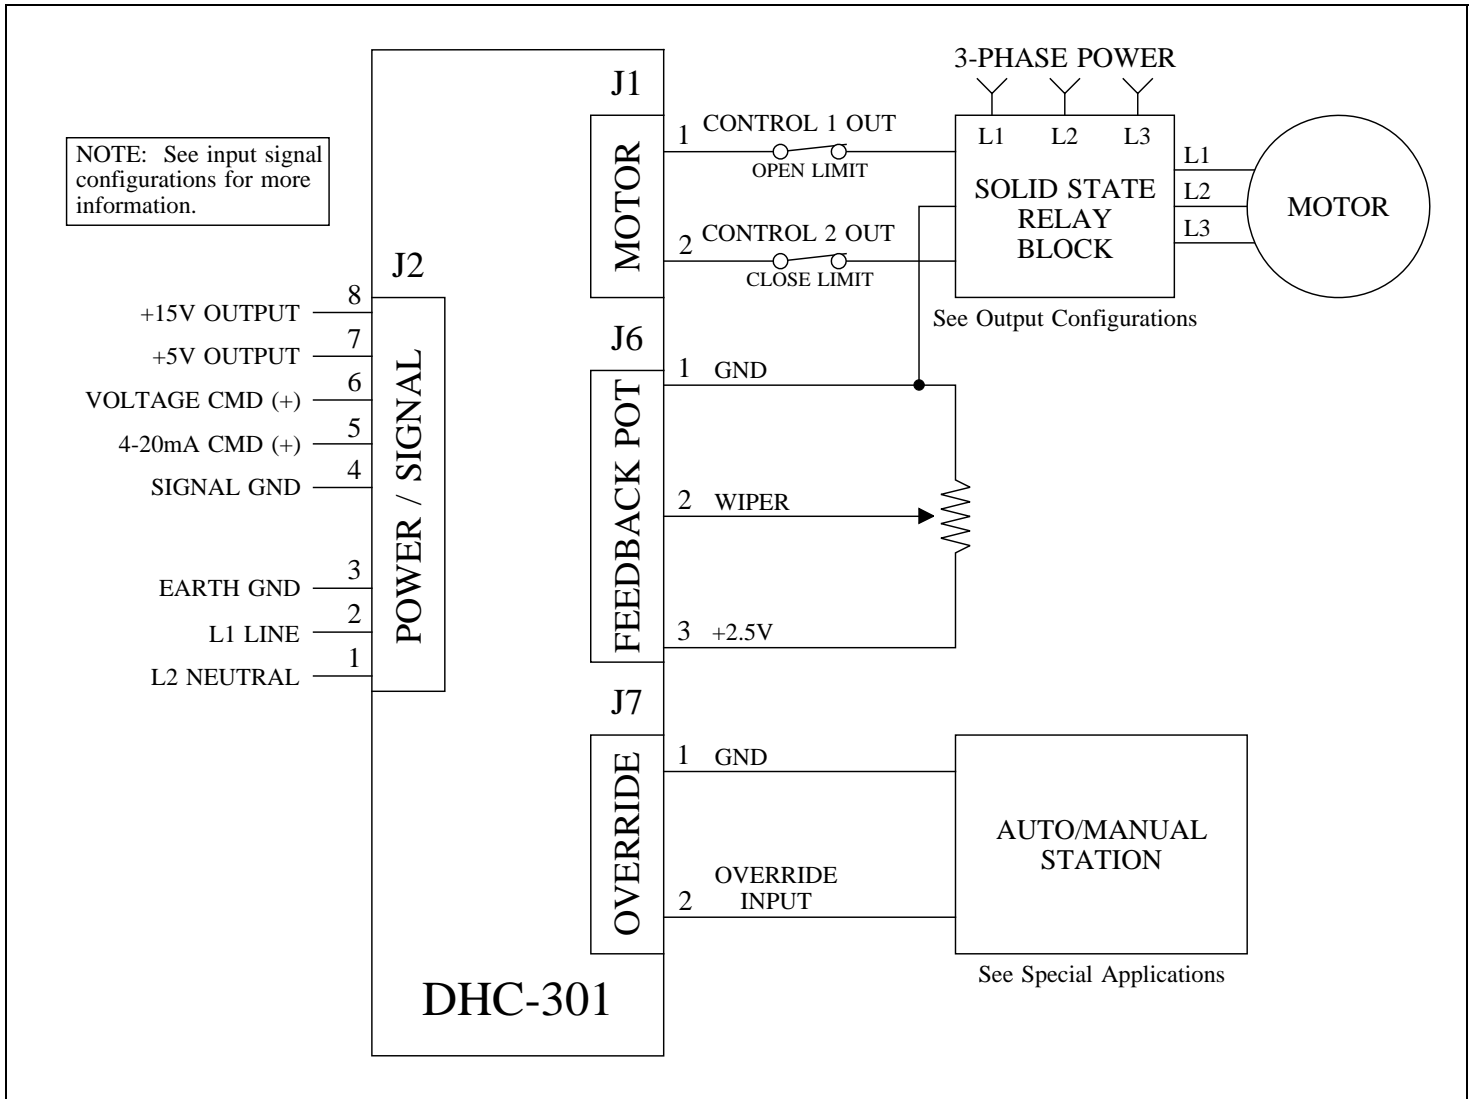 NOTE: See input signal
configurations for more
information.
J2
8
+15V OUTPUT
7
+5V OUTPUT
6
VOLTAGE CMD (+)
5
4-20mA CMD (+)
4
SIGNAL GND
3
EARTH GND
2
L1 LINE
1
L2 NEUTRAL
POWER / SIGNAL
J1
MOTOR
1
CONTROL 1 OUT
OPEN LIMIT
2
CONTROL 2 OUT
CLOSE LIMIT
3-PHASE POWER
L1 L2 L3
SOLID STATE
RELAY
BLOCK
See Output Configurations
L1
L2
L3
MOTOR
J6
FEEDBACK POT
1 GND
2 WIPER
3 +2.5V
J7
OVERRIDE
1 GND
2
OVERRIDE
INPUT
AUTO/MANUAL
STATION
See Special Applications
DHC-301